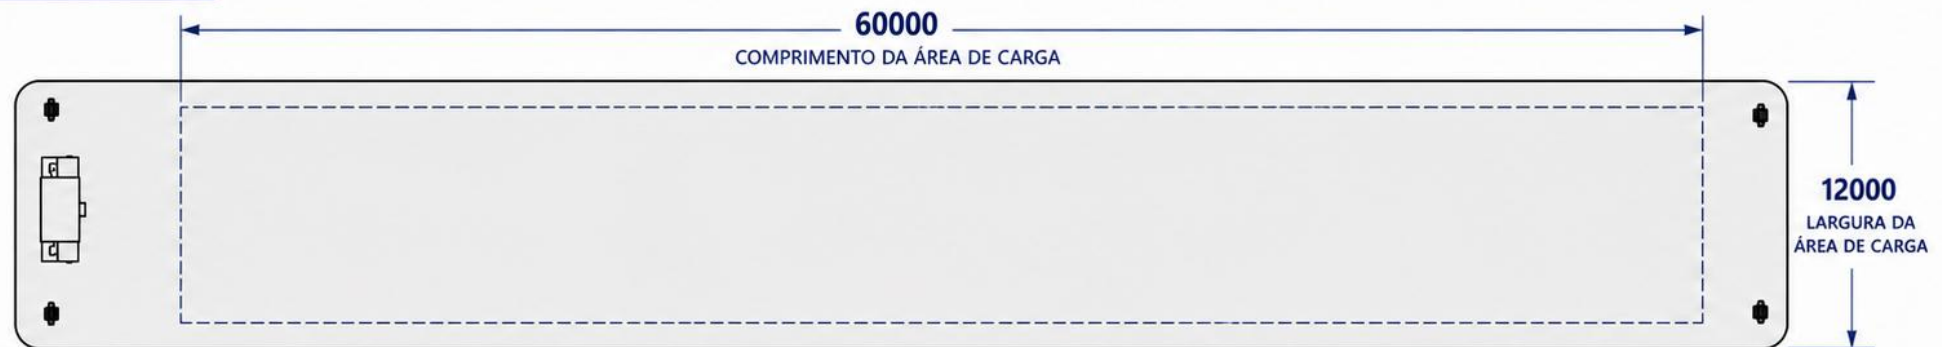 60000
COMPRIMENTO DA ÁREA DE CARGA
12000
LARGURA DA
ÁREA DE CARGA